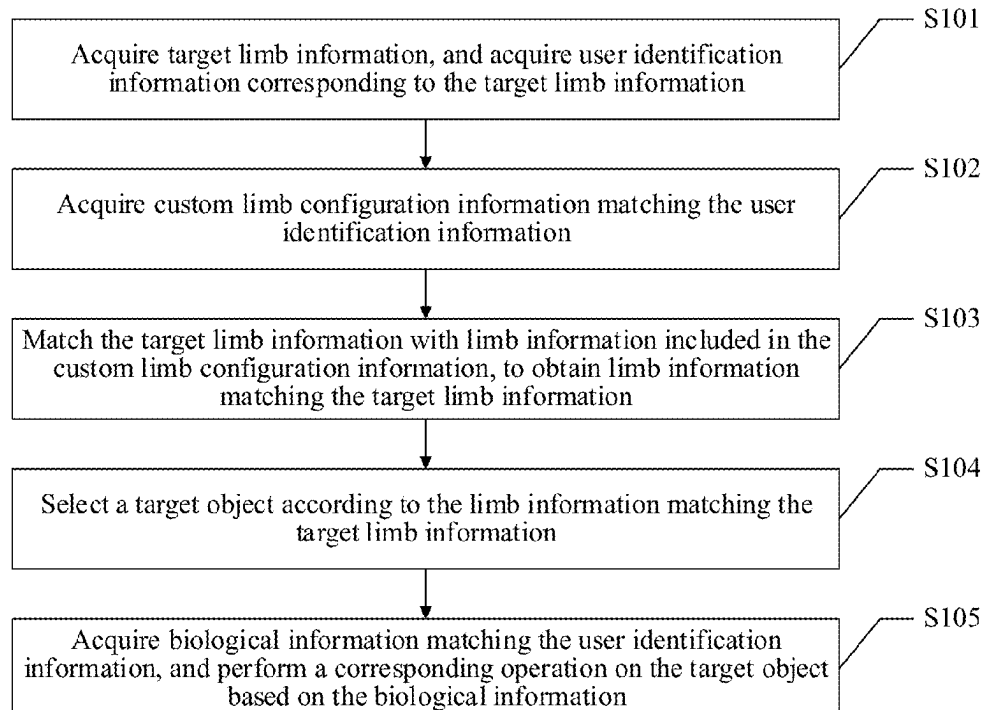 S101
Acquire target limb information, and acquire user identification
information corresponding to the target limb information
S102
Acquire custom limb configuration information matching the user
identification information
S103
Match the target limb information with limb information included in the
custom limb configuration information, to obtain limb information
matching the target limb information
S104
Select a target object according to the limb information matching the
target limb information
S105
Acquire biological information matching the user identification
information, and perform a corresponding operation on the target object
based on the biological information